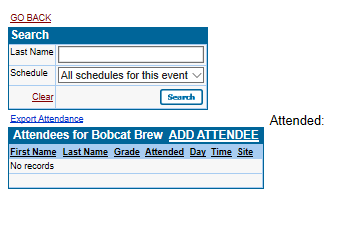 GO BACK
Search
Last Name
Schedule All schedules for this event
Clear Search
Export Attendance
Attended:
Attendees for Bobcat Brew ADD ATTENDEE
First Name Last Name Grade Attended Day Time Site
No records